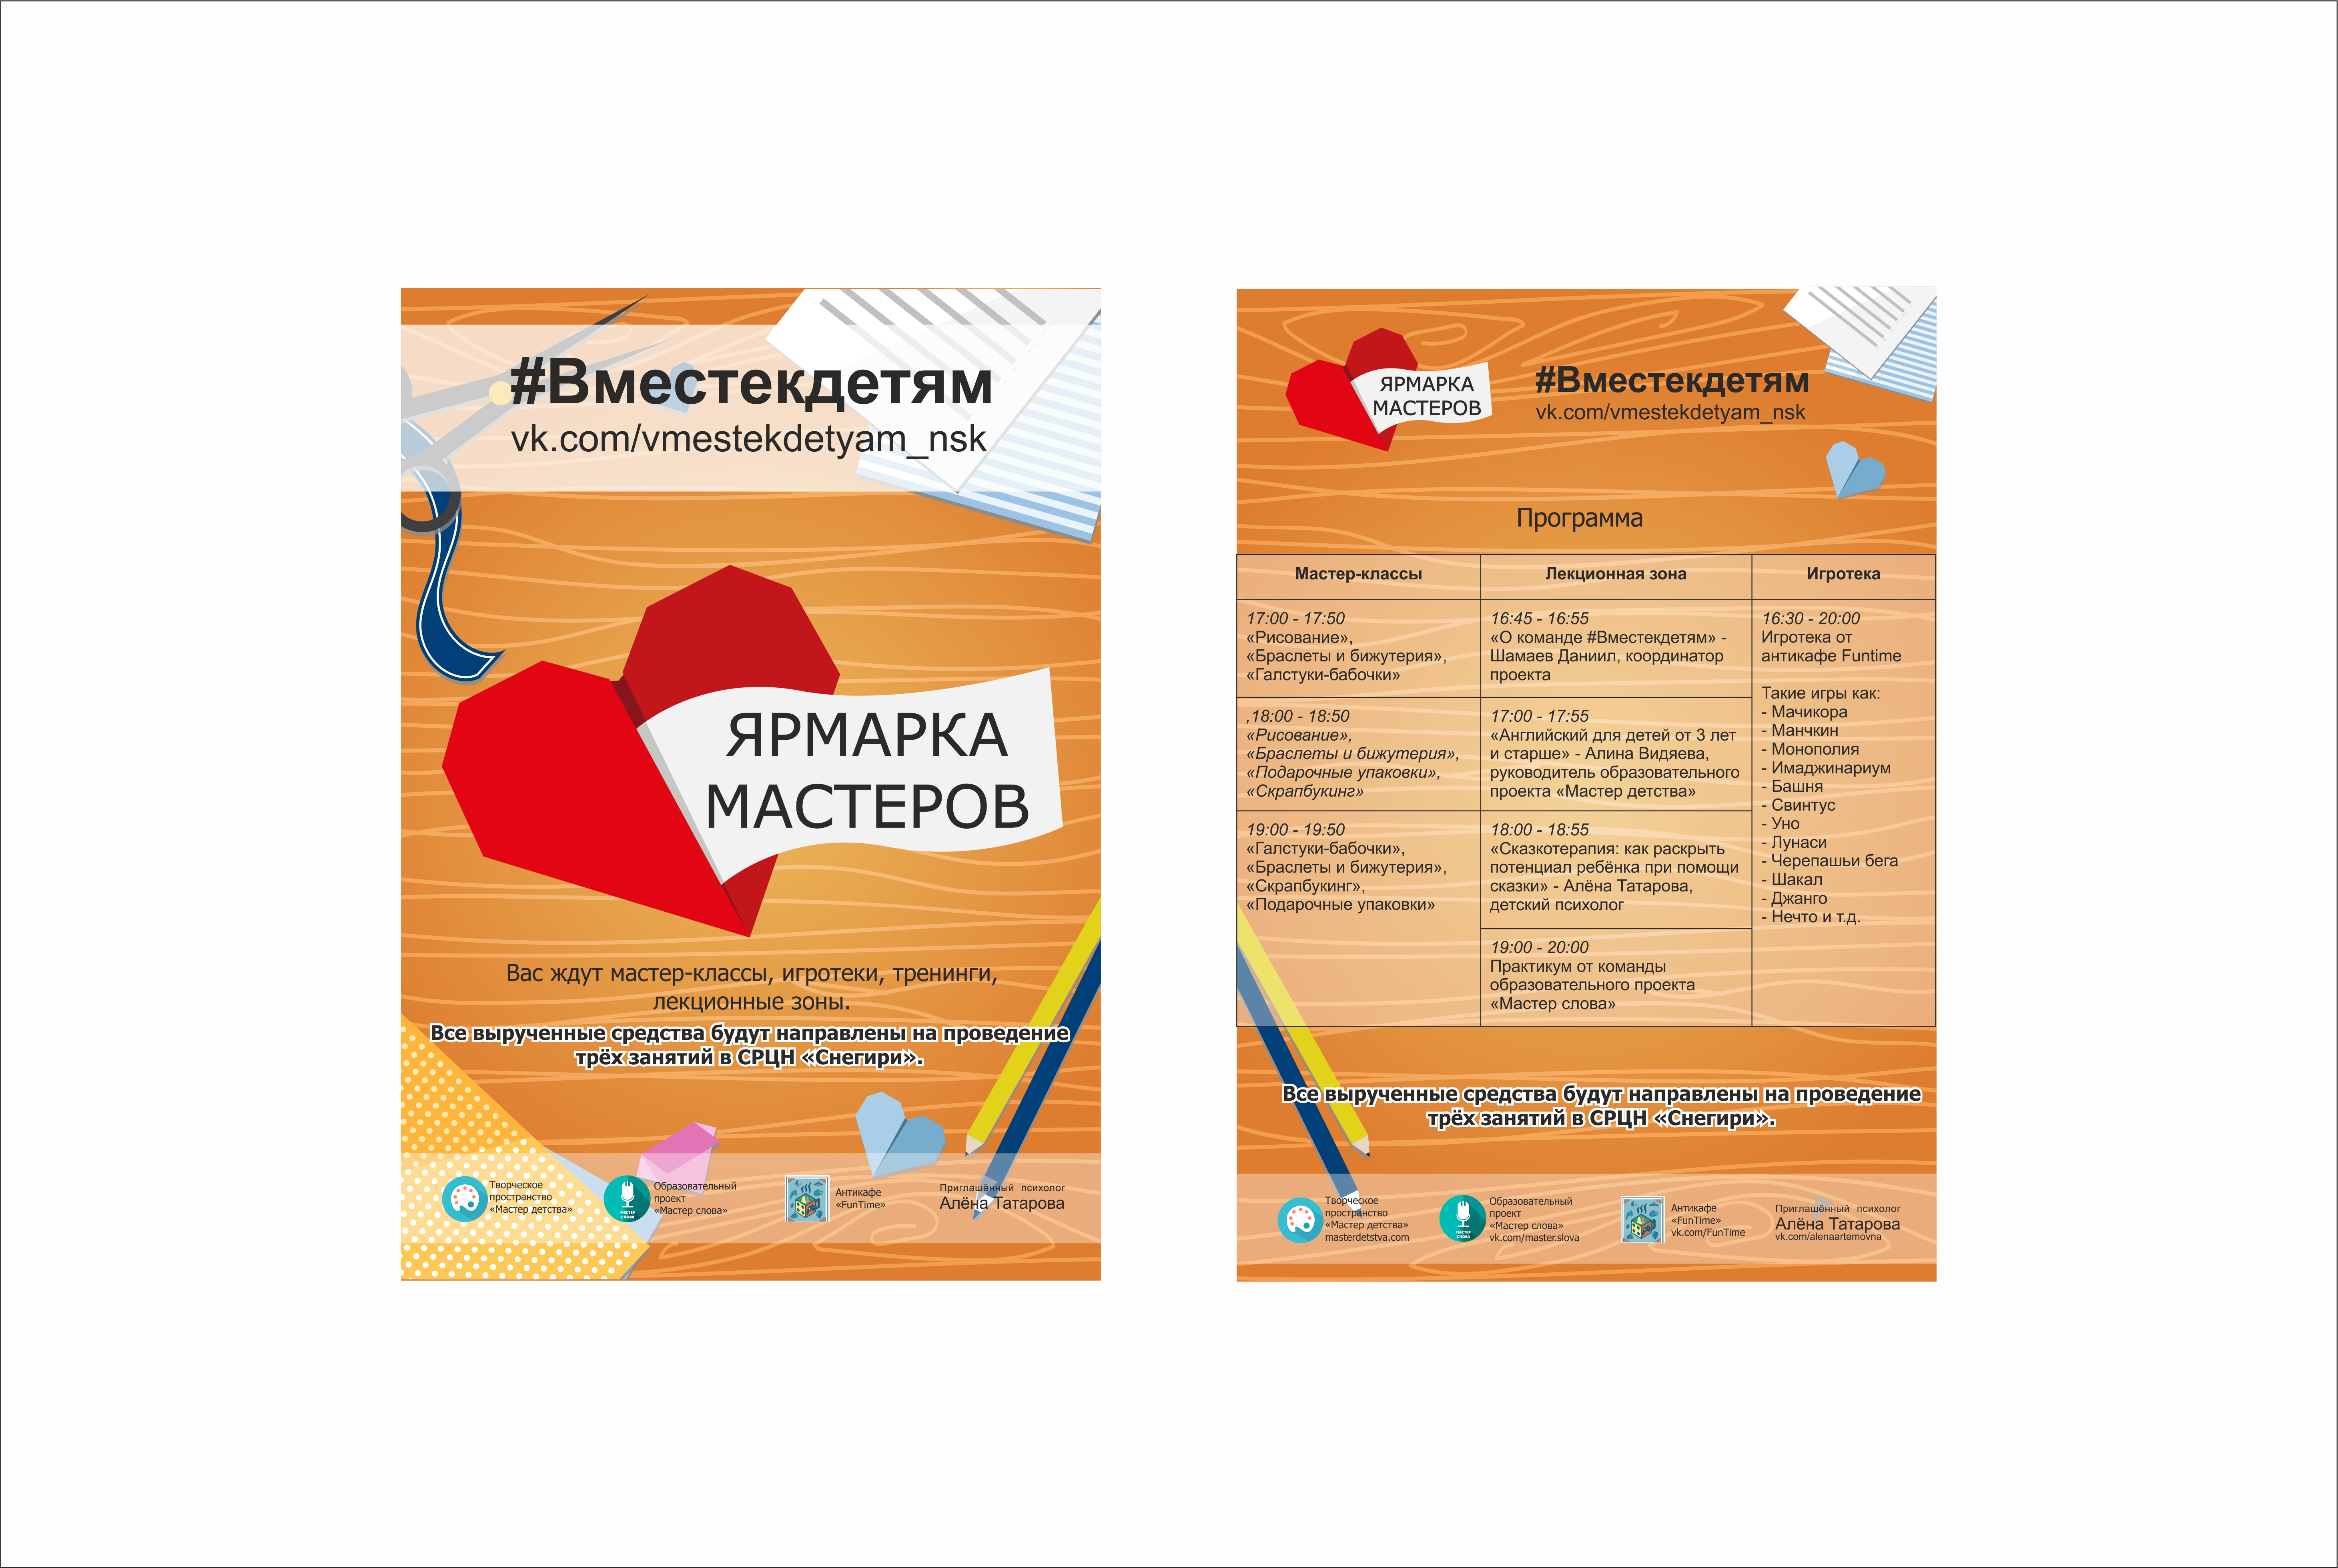 #Вместекдетям
vk.com/vmestekdetyam_nsk
ЯРМАРКА
МАСТЕРОВ
Вас ждут мастер-классы, игротеки, тренинги,
лекционные зоны.
Все вырученные средства будут направлены на проведение
трёх занятий в СРЦН «Снегири».
Творческое
пространство
«Мастер детства»
МАСТЕР
СЛОВА
Образовательный
проект
«Мастер слова»
Антикафе
«FunTime»
Приглашённый психолог
Алёна Татарова
ЯРМАРКА
МАСТЕРОВ
#Вместекдетям
vk.com/vmestekdetyam_nsk
Программа
Мастер-классы
17:00 - 17:50
«Рисование»,
«Браслеты и бижутерия»,
«Галстуки-бабочки»
,18:00 - 18:50
«Рисование»,
«Браслеты и бижутерия»,
«Подарочные упаковки»,
«Скрапбукинг»
19:00 - 19:50
«Галстуки-бабочки»,
«Браслеты и бижутерия»,
«Скрапбукинг»,
«Подарочные упаковки»
Лекционная зона
16:45 - 16:55
«О команде #Вместекдетям» -
Шамаев Даниил, координатор
проекта
17:00 - 17:55
«Английский для детей от 3 лет
и старше» - Алина Видяева,
руководитель образовательного
проекта «Мастер детства»
18:00 - 18:55
«Сказкотерапия: как раскрыть
потенциал ребёнка при помощи
сказки» - Алёна Татарова,
детский психолог
19:00 - 20:00
Практикум от команды
образовательного проекта
«Мастер слова»
Игротека
16:30 - 20:00
Игротека от
антикафе Funtime
Такие игры как:
- Мачикора
- Манчкин
- Монополия
- Имаджинариум
- Башня
- Свинтус
- Уно
- Лунаси
- Черепашьи бега
- Шакал
- Джанго
- Нечто и т.д.
Все вырученные средства будут направлены на проведение
трёх занятий в СРЦН «Снегири».
Творческое
пространство
«Мастер детства»
masterdetstva.com
МАСТЕР
СЛОВА
Образовательный
проект
«Мастер слова»
vk.com/master.slova
Антикафе
«FunTime»
vk.com/FunTime
Приглашённый психолог
Алёна Татарова
vk.com/alenaartemovna